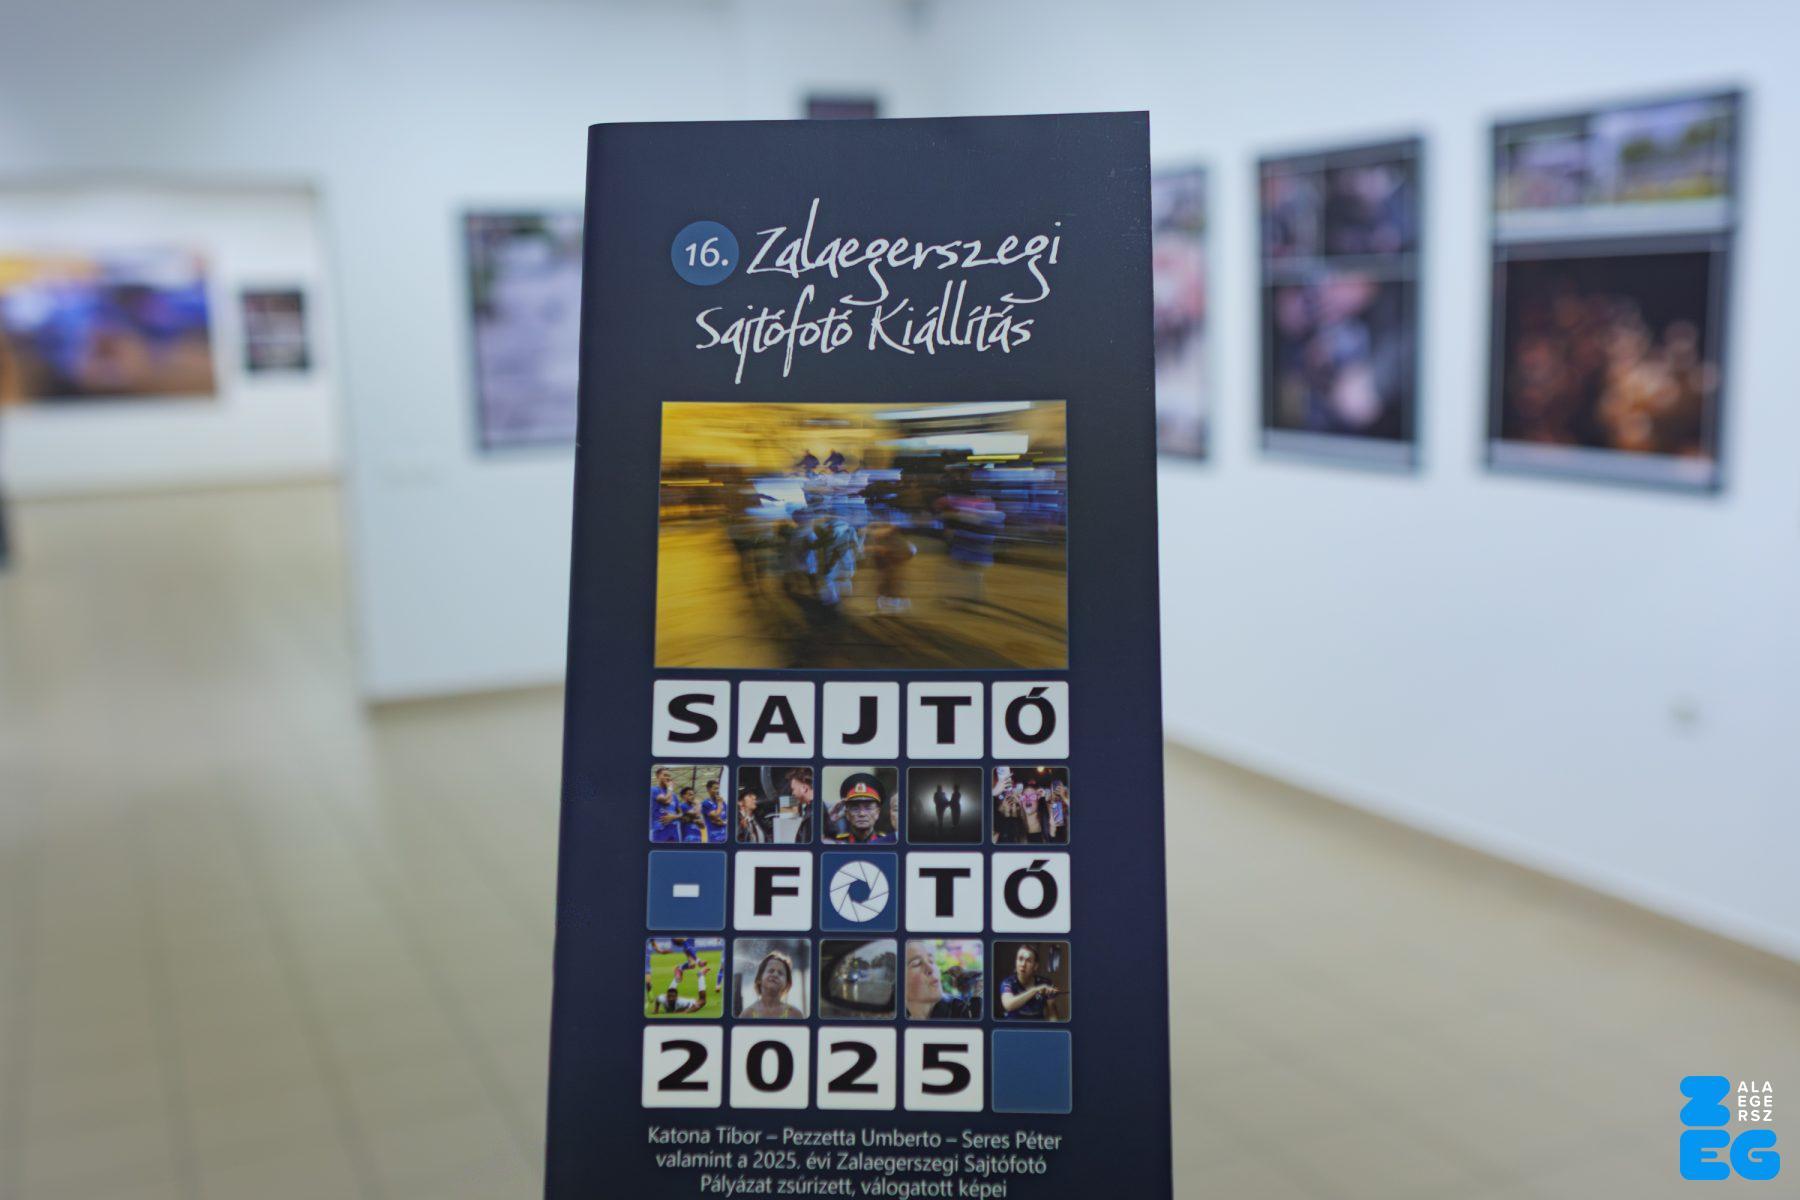 16. Zalaegerszegi
Sajtófotó Kiállítás
SAJTÓ
-FOTÓ
2025
Katona Tibor – Pezzetta Umberto – Seres Péter
valamint a 2025. évi Zalaegerszegi Sajtófotó
Pályázat zsűrizett, válogatott képei
Z ALA
EGE
RSZ
EG